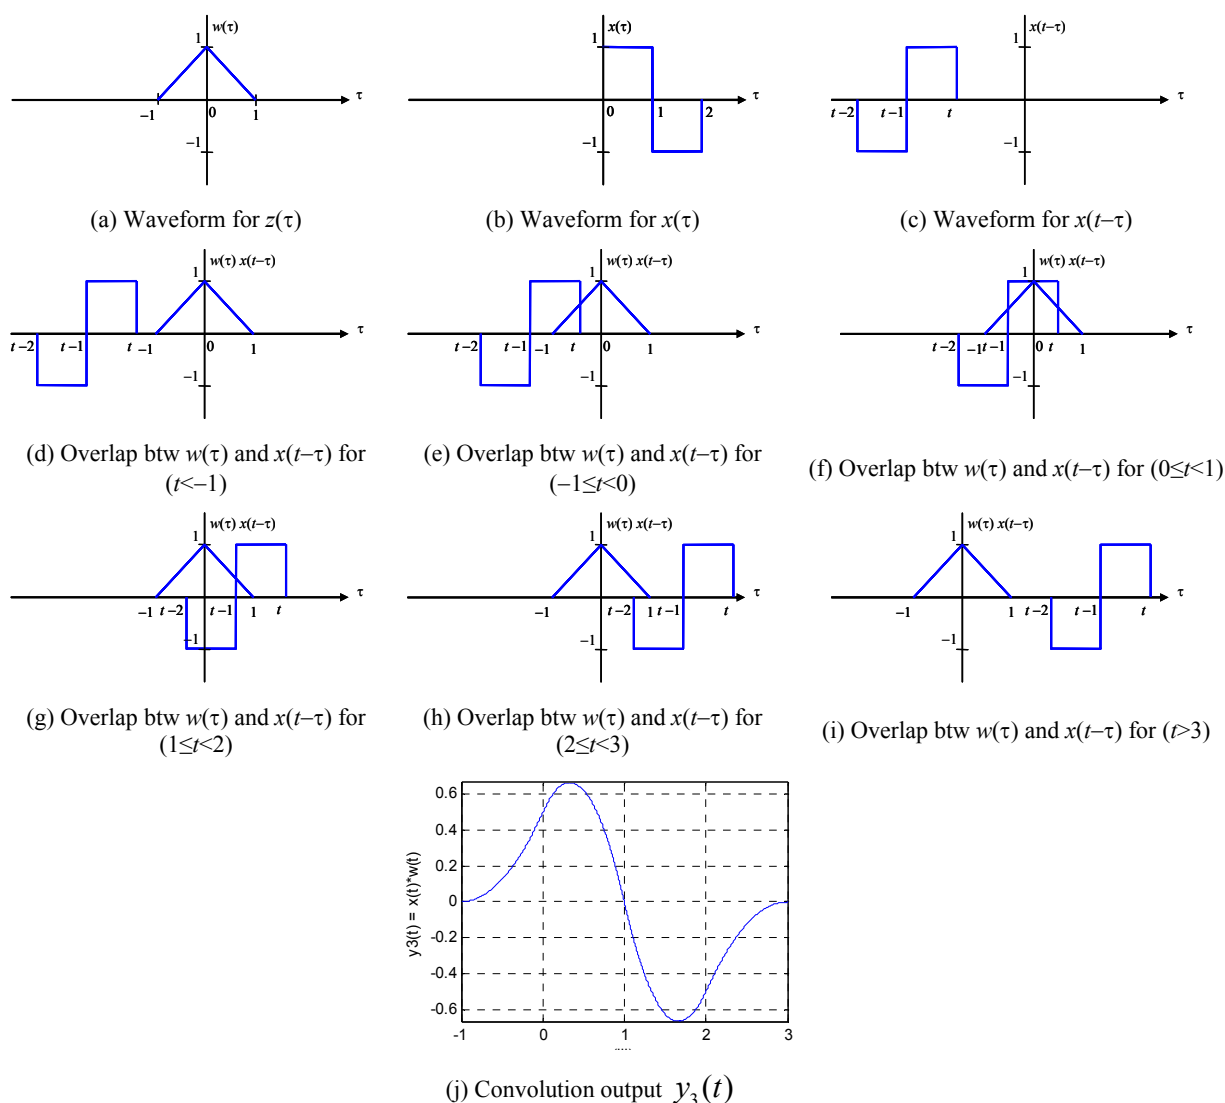 w(τ)
1
τ
−1
0
1
−1
(a) Waveform for z(τ)
x(τ)
1
τ
0
1
2
−1
(b) Waveform for x(τ)
x(t−τ)
1
τ
t−2
t−1
t
−1
(c) Waveform for x(t−τ)
w(τ) x(t−τ)
1
τ
t−2
t−1
t
−1
0
1
−1
(d) Overlap btw w(τ) and x(t−τ) for
(t<−1)
w(τ) x(t−τ)
1
τ
t−2
t−1
−1
t
0
1
−1
(e) Overlap btw w(τ) and x(t−τ) for
(−1≤t<0)
w(τ) x(t−τ)
1
τ
t−2
−1
t−1
0
t
1
−1
(f) Overlap btw w(τ) and x(t−τ) for (0≤t<1)
w(τ) x(t−τ)
1
τ
−1
t−2
t−1
1
t
−1
(g) Overlap btw w(τ) and x(t−τ) for
(1≤t<2)
w(τ) x(t−τ)
1
τ
−1
t−2
1
t−1
t
−1
(h) Overlap btw w(τ) and x(t−τ) for
(2≤t<3)
w(τ) x(t−τ)
1
τ
−1
1
t−2
t−1
t
−1
(i) Overlap btw w(τ) and x(t−τ) for (t>3)
y3(t) = x(t)*w(t)
0.6
0.4
0.2
0
-0.2
-0.4
-0.6
-1
0
1
2
3
(j) Convolution output y₃(t)